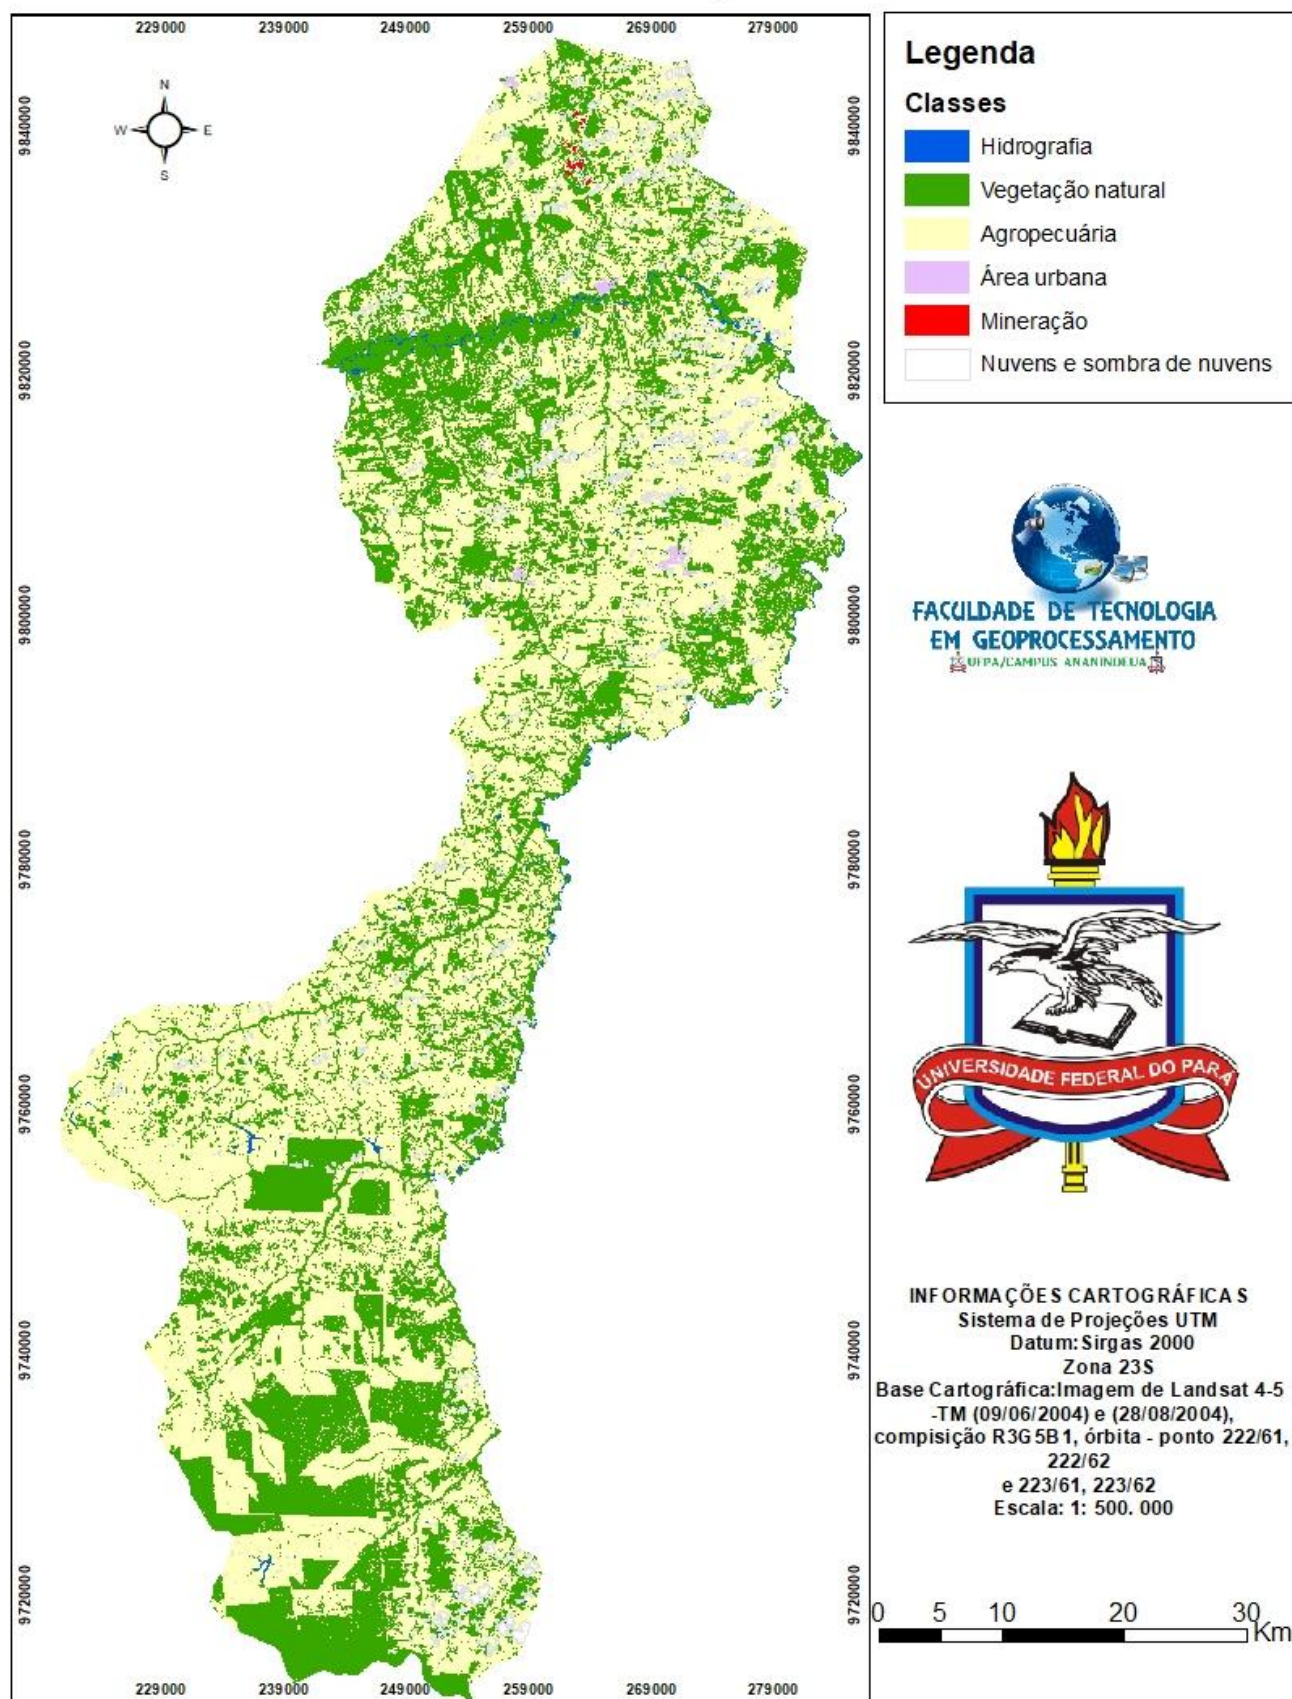 229000 239000 249000 259000 269000 279000
9840000
9820000
9800000
9780000
9760000
9740000
9720000
N
W E
S
9840000
9820000
9800000
9780000
9760000
9740000
9720000
229000 239000 249000 259000 269000 279000
Legenda
Classes
Hidrografia
Vegetação natural
Agropecuária
Área urbana
Mineração
Nuvens e sombra de nuvens
FACULDADE DE TECNOLOGIA
EM GEOPROCESSAMENTO
UFPA/CAMPUS ANANINDEUA
UNIVERSIDADE FEDERAL DO PARÁ
INFORMAÇÕES CARTOGRÁFICAS
Sistema de Projeções UTM
Datum:Sirgas 2000
Zona 23S
Base Cartográfica:Imagem de Landsat 4-5
-TM (09/06/2004) e (28/08/2004),
compisição R3G5B1, órbita - ponto 222/61,
222/62
e 223/61, 223/62
Escala: 1: 500. 000
0 5 10 20 30
Km